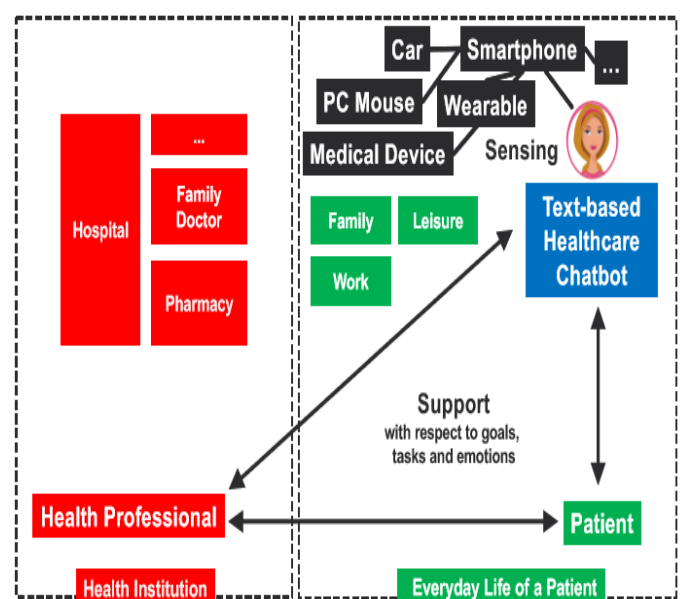 Car
Smartphone
...
PC Mouse
Wearable
Medical Device
Sensing
Hospital
...
Family
Doctor
Pharmacy
Family
Leisure
Work
Text-based
Healthcare
Chatbot
Support
with respect to goals,
tasks and emotions
Health Professional
Patient
Health Institution
Everyday Life of a Patient